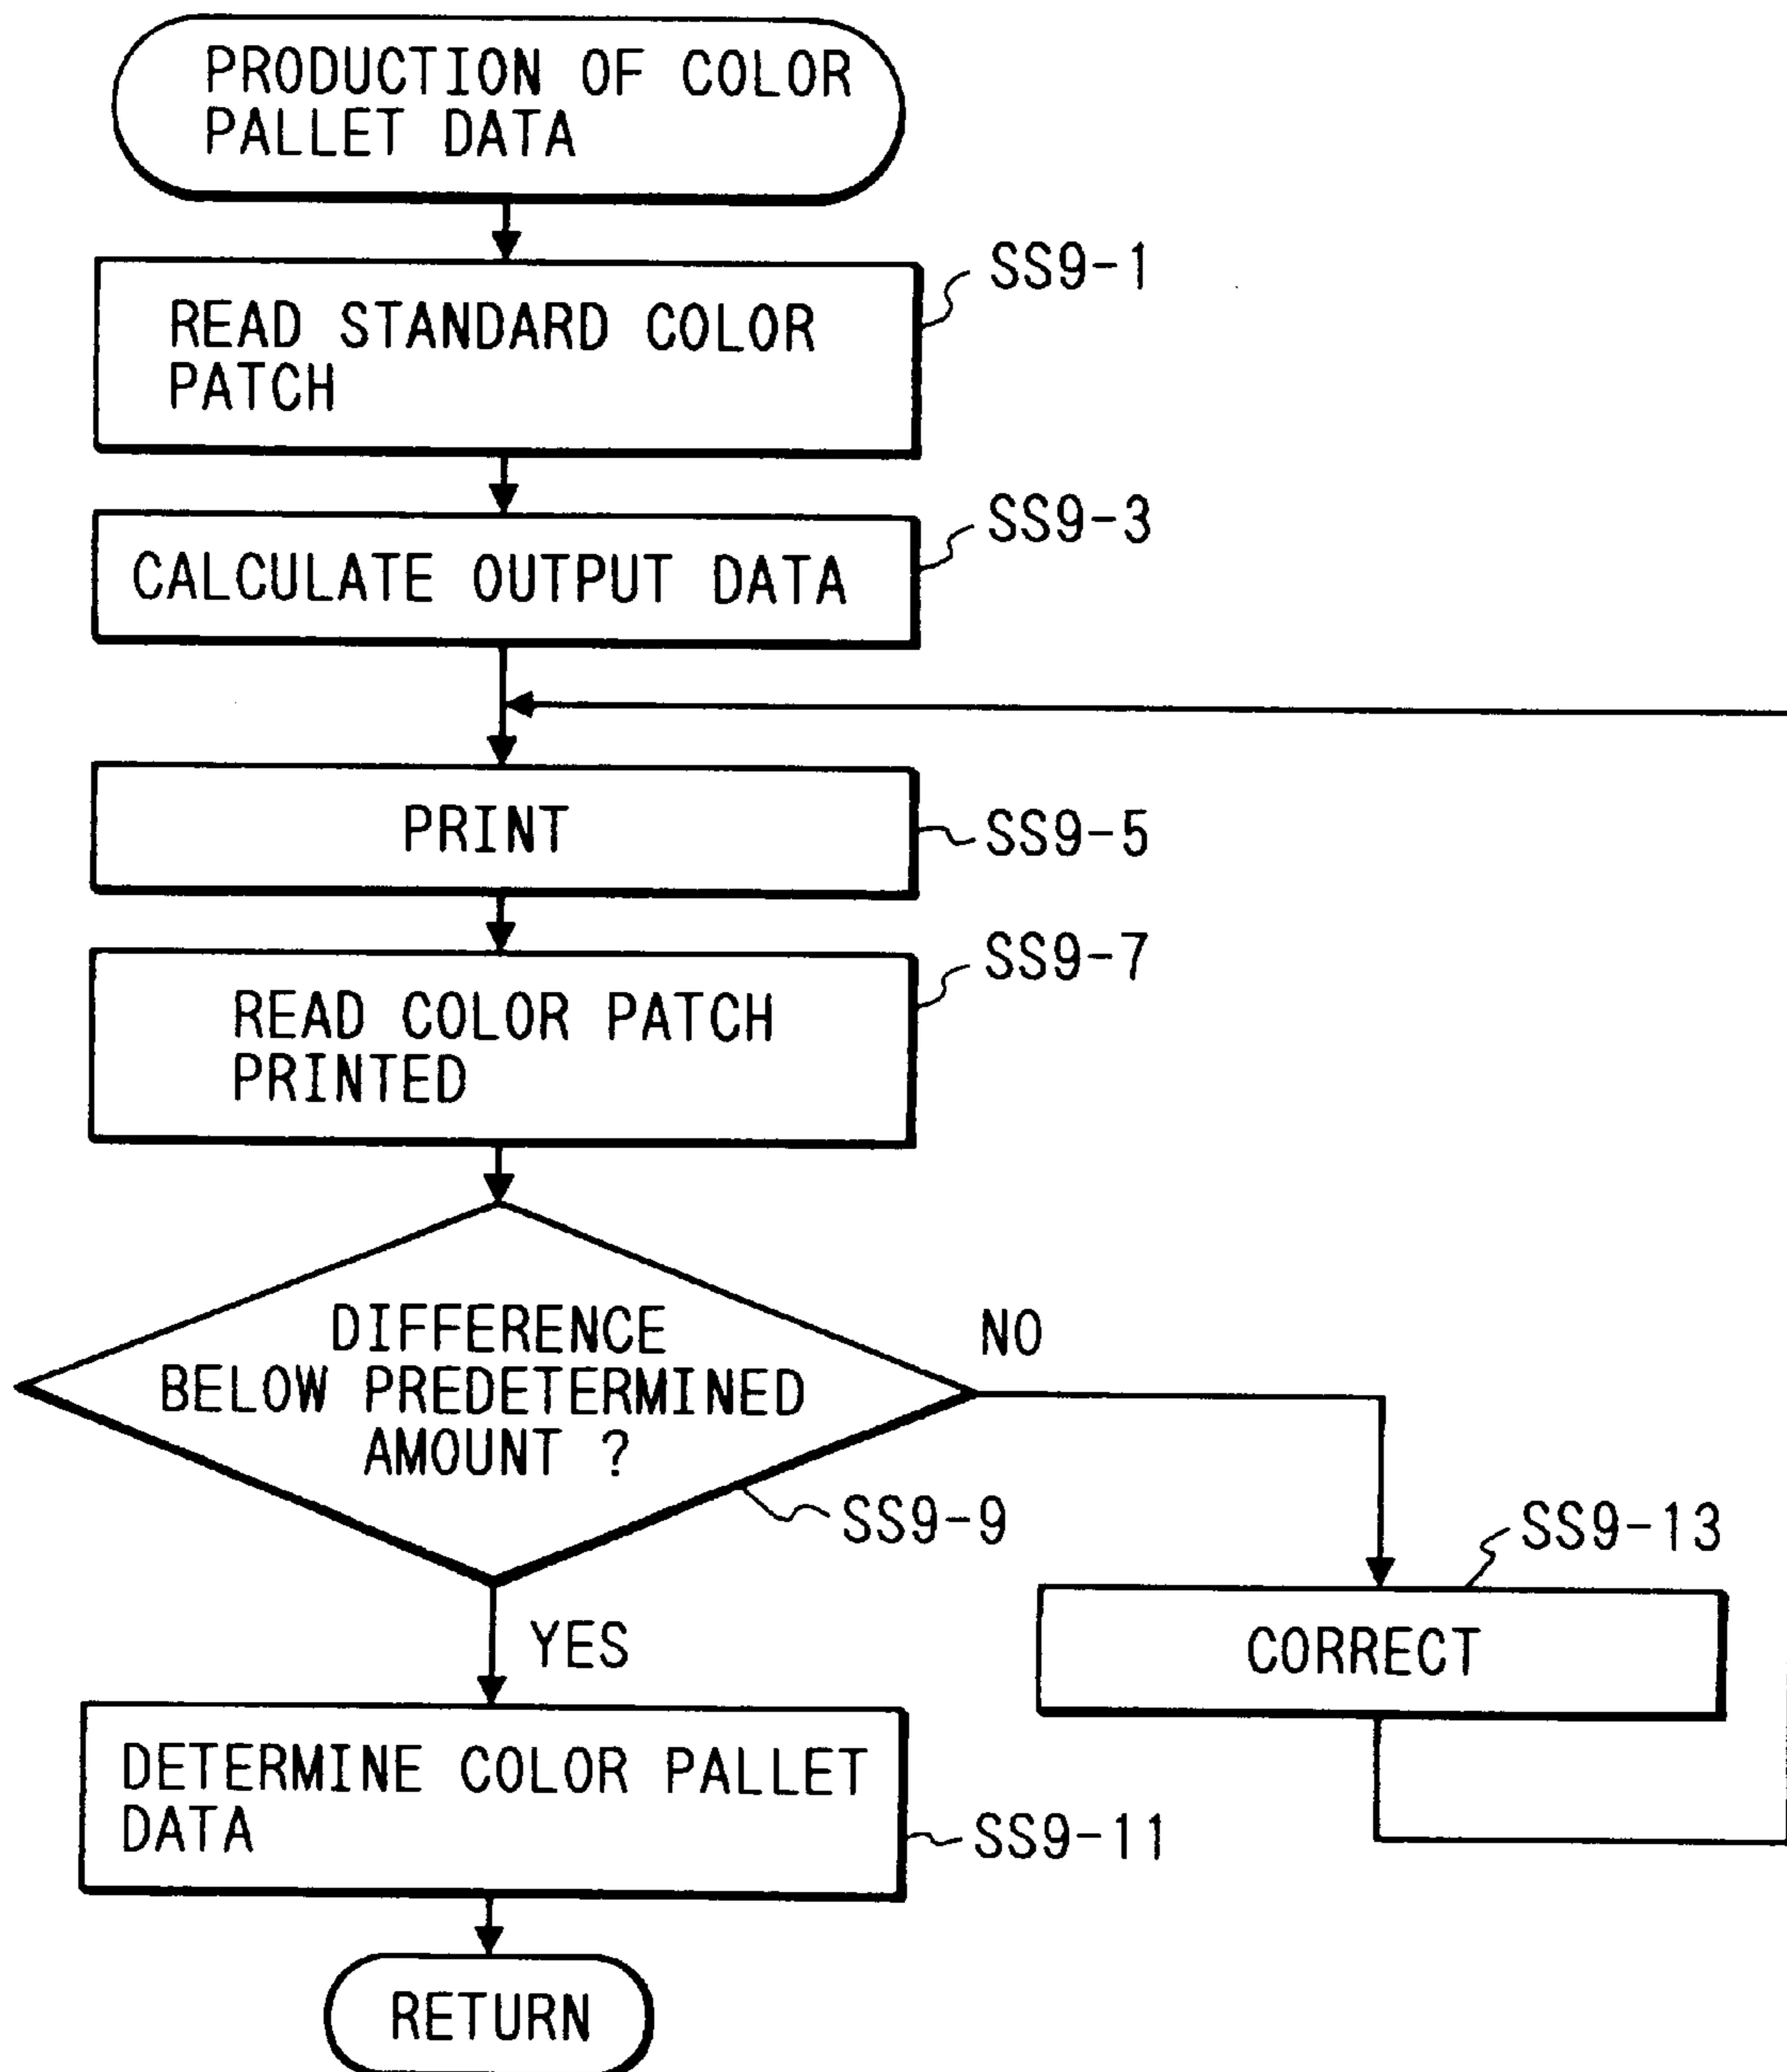 PRODUCTION OF COLOR
PALLET DATA
SS9-1
READ STANDARD COLOR
PATCH
SS9-3
CALCULATE OUTPUT DATA
PRINT
SS9-5
SS9-7
READ COLOR PATCH
PRINTED
DIFFERENCE
BELOW PREDETERMINED
AMOUNT ?
NO
SS9-9
SS9-13
YES
CORRECT
DETERMINE COLOR PALLET
DATA
SS9-11
RETURN